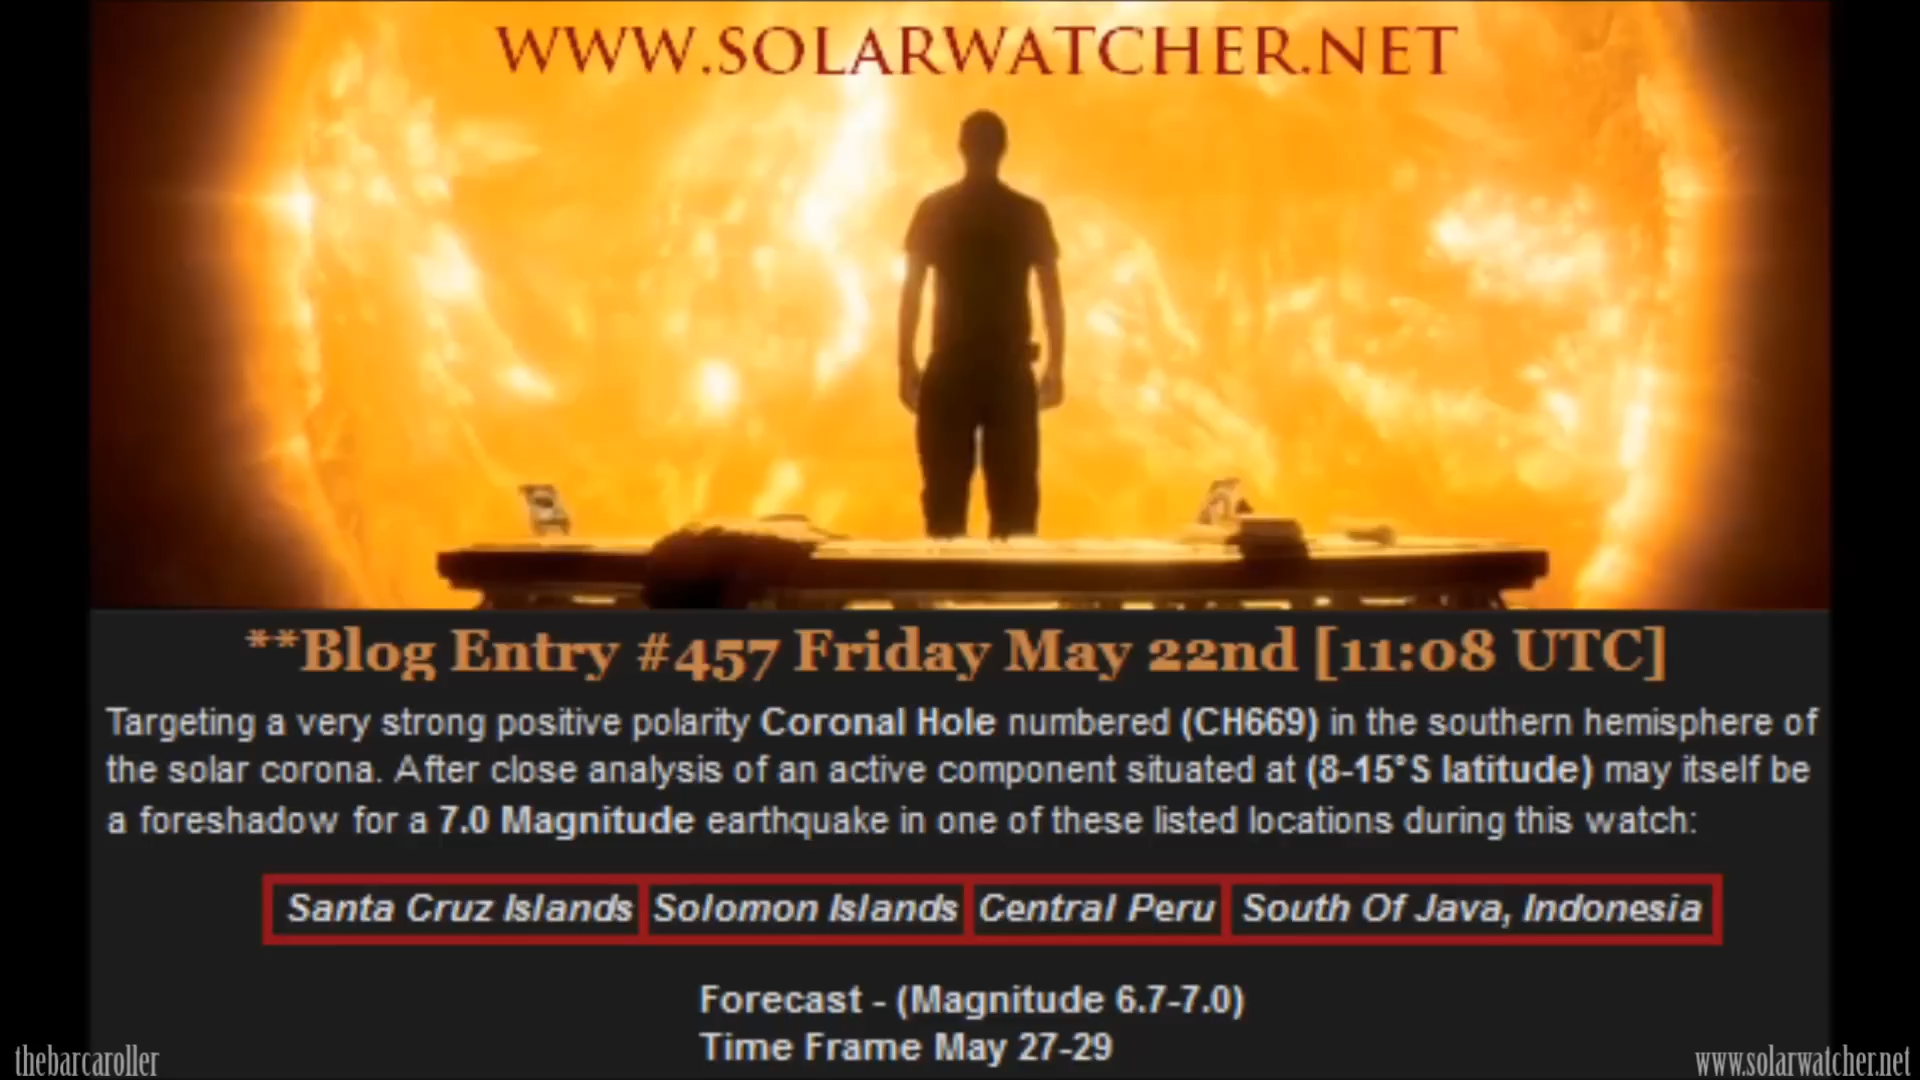 WWW.SOLARWATCHER.NET
**Blog Entry #457 Friday May 22nd [11:08 UTC]
Targeting a very strong positive polarity Coronal Hole numbered (CH669) in the southern hemisphere of
the solar corona. After close analysis of an active component situated at (8-15°S latitude) may itself be
a foreshadow for a 7.0 Magnitude earthquake in one of these listed locations during this watch:
Santa Cruz Islands Solomon Islands Central Peru South Of Java, Indonesia
Forecast - (Magnitude 6.7-7.0)
Time Frame May 27-29
thebarcaroller
www.solarwatcher.net